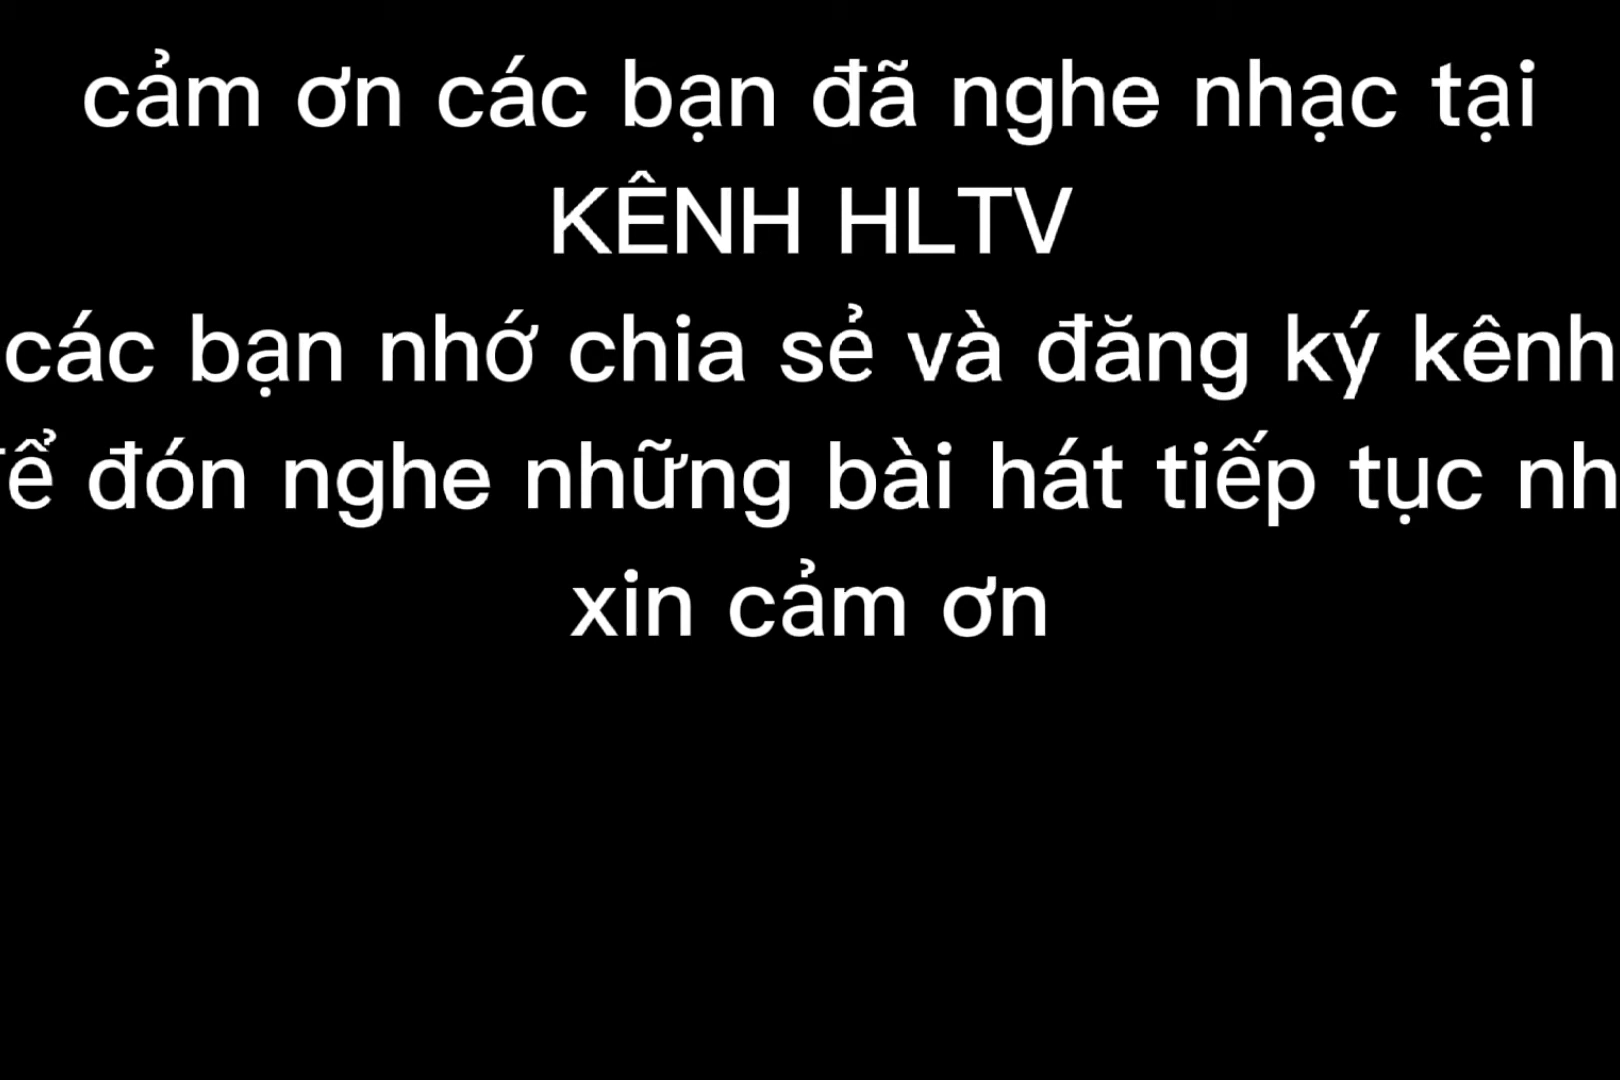 cảm ơn các bạn đã nghe nhạc tại
KÊNH HLTV
các bạn nhớ chia sẻ và đăng ký kênh
đón nghe những bài hát tiếp tục
xin cảm ơn